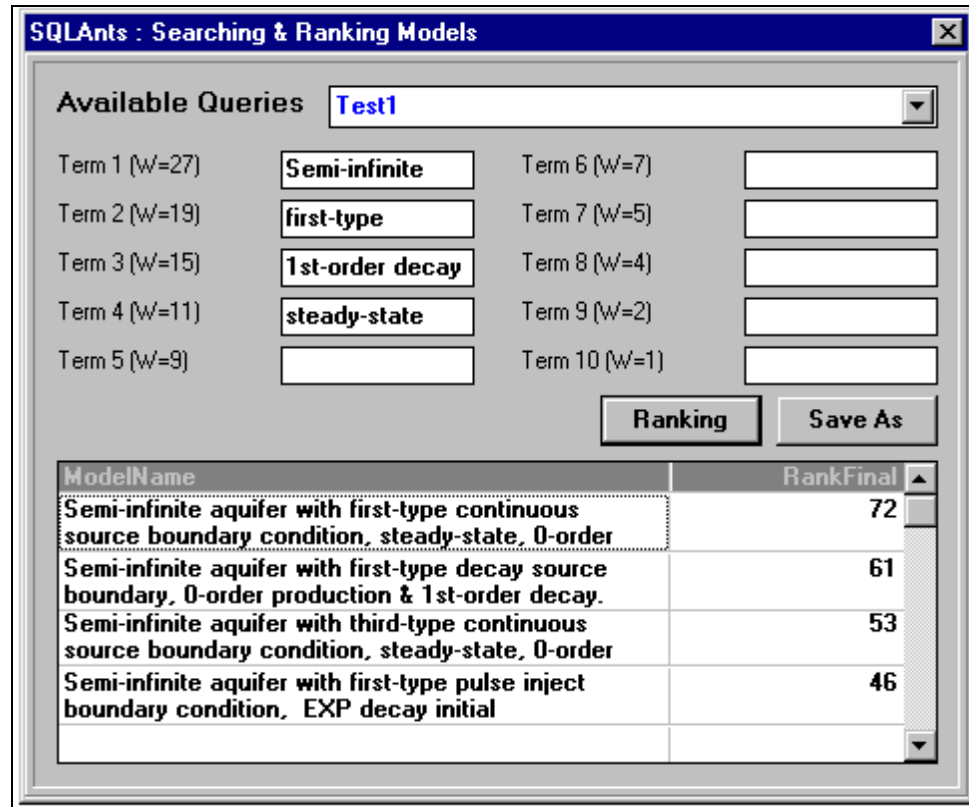 SQLAnts : Searching & Ranking Models
Available Queries Test1
Term 1 (W=27) Semi-infinite Term 6 (W=7)
Term 2 (W=19) first-type Term 7 (W=5)
Term 3 (W=15) 1st-order decay Term 8 (W=4)
Term 4 (W=11) steady-state Term 9 (W=2)
Term 5 (W=9) Term 10 (W=1)
Ranking Save As
ModelName RankFinal
Semi-infinite aquifer with first-type continuous 72
source boundary condition, steady-state, 0-order
Semi-infinite aquifer with first-type decay source 61
boundary, 0-order production & 1st-order decay.
Semi-infinite aquifer with third-type continuous 53
source boundary condition, steady-state, 0-order
Semi-infinite aquifer with first-type pulse inject 46
boundary condition, EXP decay initial